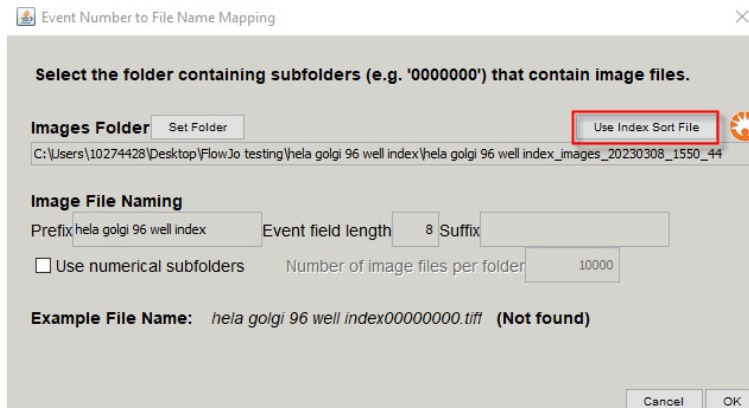 Event Number to File Name Mapping
Select the folder containing subfolders (e.g. '0000000') that contain image files.
Images Folder Set Folder Use Index Sort File
C:\Users\10274428\Desktop\FlowJo testing\hela golgi 96 well index\hela golgi 96 well index_images_20230308_1550_44
Image File Naming
Prefix hela golgi 96 well index Event field length 8 Suffix
Use numerical subfolders Number of image files per folder 10000
Example File Name: hela golgi 96 well index00000000.tiff (Not found)
Cancel OK